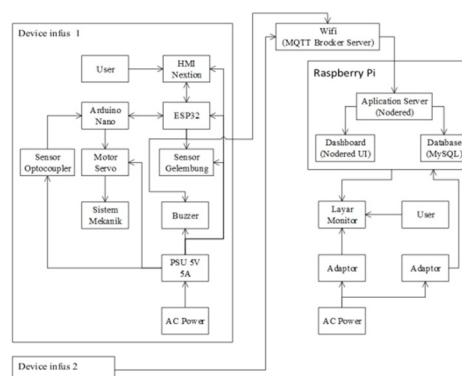 Device infus 1
User
HMI
Nextion
Arduino
Nano
ESP32
Sensor
Optocoupler
Motor
Servo
Sensor
Gelembung
Sistem
Mekanik
Buzzer
PSU 5V
5A
AC Power
Device infus 2
Wifi
(MQTT Brocker Server)
Raspberry Pi
Aplication Server
(Nodered)
Dashboard
(Nodered UI)
Database
(MySQL)
Layar
Monitor
User
Adaptor
Adaptor
AC Power